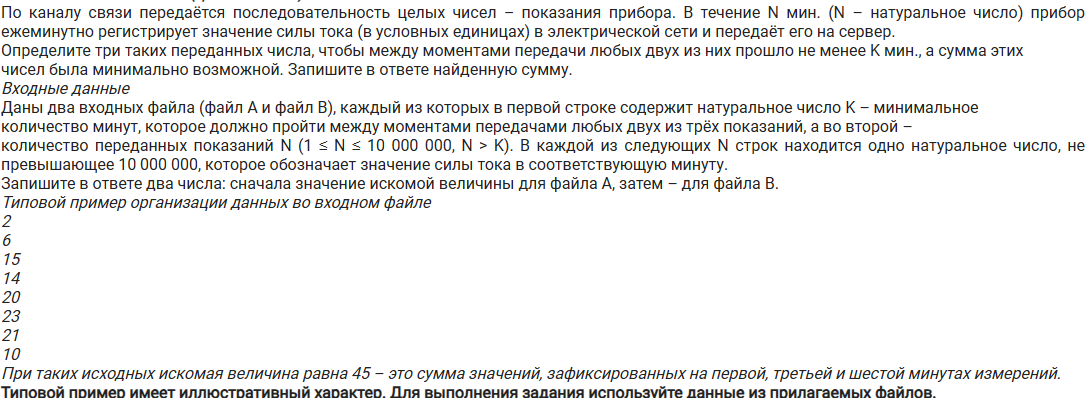 По каналу связи передаётся последовательность целых чисел – показания прибора. В течение N мин. (N – натуральное число) прибор
ежеминутно регистрирует значение силы тока (в условных единицах) в электрической сети и передаёт его на сервер.
Определите три таких переданных числа, чтобы между моментами передачи любых двух из них прошло не менее K мин., а сумма этих
чисел была минимально возможной. Запишите в ответе найденную сумму.
Входные данные
Даны два входных файла (файл A и файл B), каждый из которых в первой строке содержит натуральное число K – минимальное
количество минут, которое должно пройти между моментами передачами любых двух из трёх показаний, а во второй –
количество переданных показаний N (1 ≤ N ≤ 10 000 000, N > K). В каждой из следующих N строк находится одно натуральное число, не
превышающее 10 000 000, которое обозначает значение силы тока в соответствующую минуту.
Запишите в ответе два числа: сначала значение искомой величины для файла A, затем – для файла B.
Типовой пример организации данных во входном файле
2
6
15
14
20
23
21
10
При таких исходных искомая величина равна 45 – это сумма значений, зафиксированных на первой, третьей и шестой минутах измерений.
Типовой пример имеет иллюстративный характер. Для выполнения задания используйте данные из прилагаемых файлов.